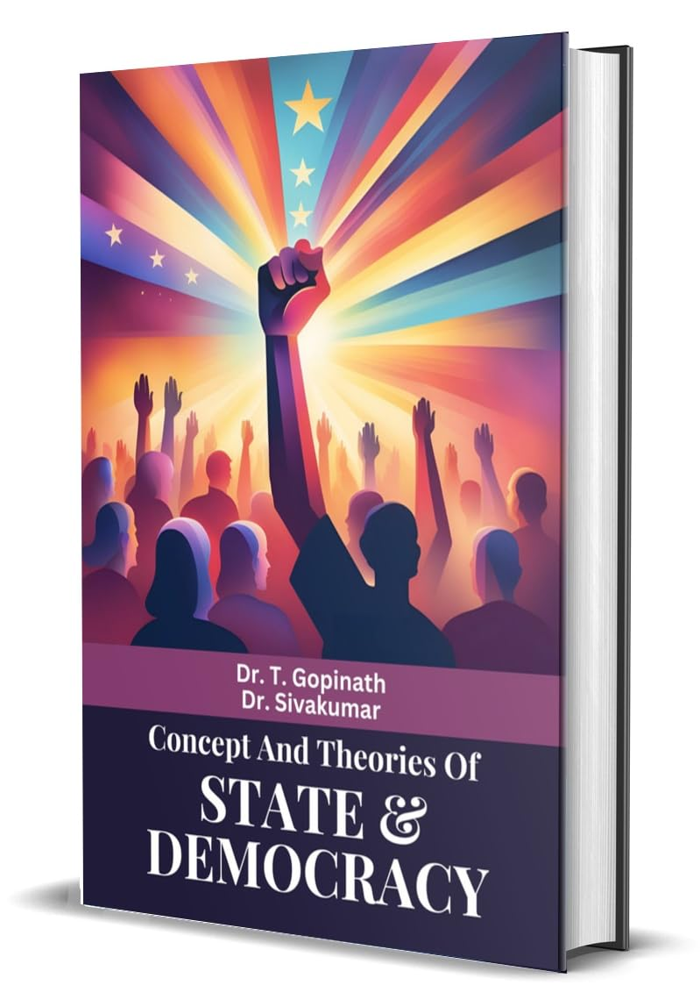 Dr. T. Gopinath
Dr. Sivakumar
Concept And Theories Of
STATE &
DEMOCRACY